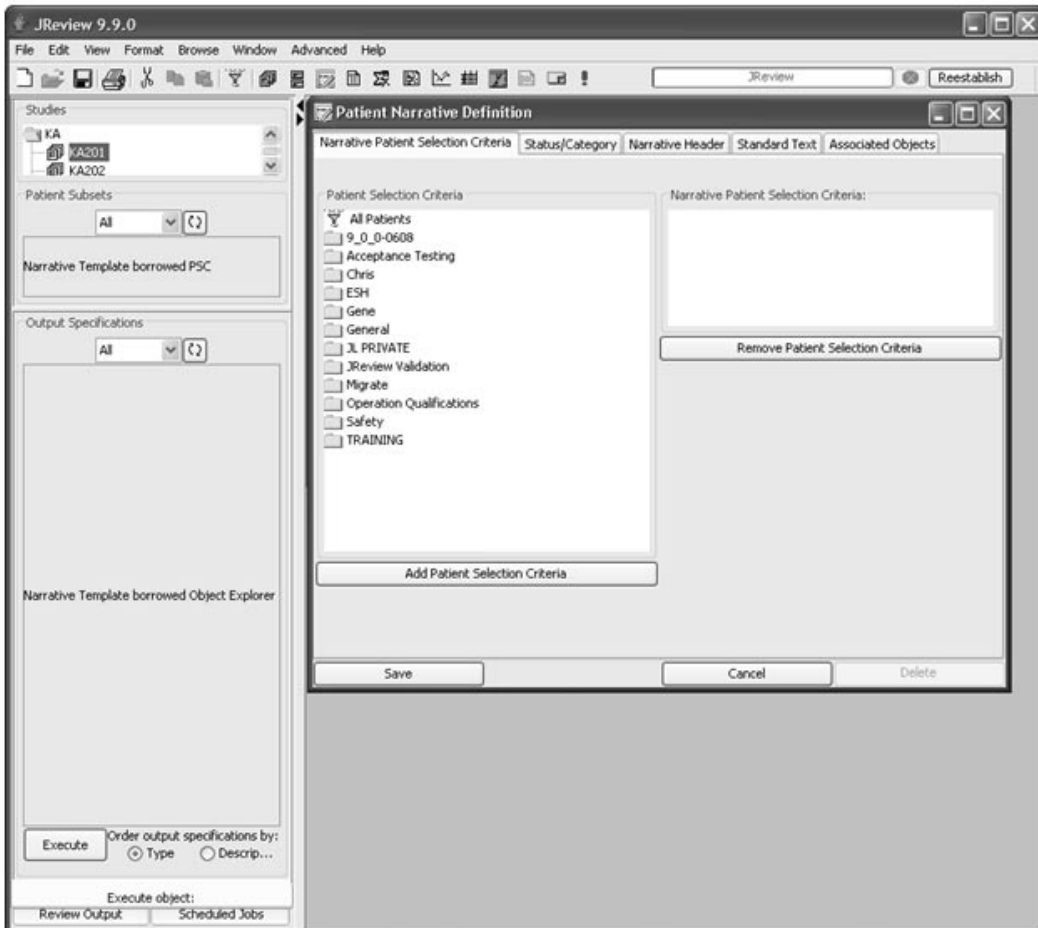 JReview 9.9.0
File Edit View Format Browse Window Advanced Help
JReview Reestablish
Studies
KA
KA201
KA202
Patient Subsets
All
Narrative Template borrowed PSC
Output Specifications
All
Narrative Template borrowed Object Explorer
Execute
Order output specifications by:
Type Descrip...
Execute object:
Review Output Scheduled Jobs
Patient Narrative Definition
Narrative Patient Selection Criteria Status/Category Narrative Header Standard Text Associated Objects
Patient Selection Criteria
All Patients
9_0_0-0608
Acceptance Testing
Chris
ESH
Gene
General
JL PRIVATE
JReview Validation
Migrate
Operation Qualifications
Safety
TRAINING
Add Patient Selection Criteria
Narrative Patient Selection Criteria:
Remove Patient Selection Criteria
Save Cancel Delete